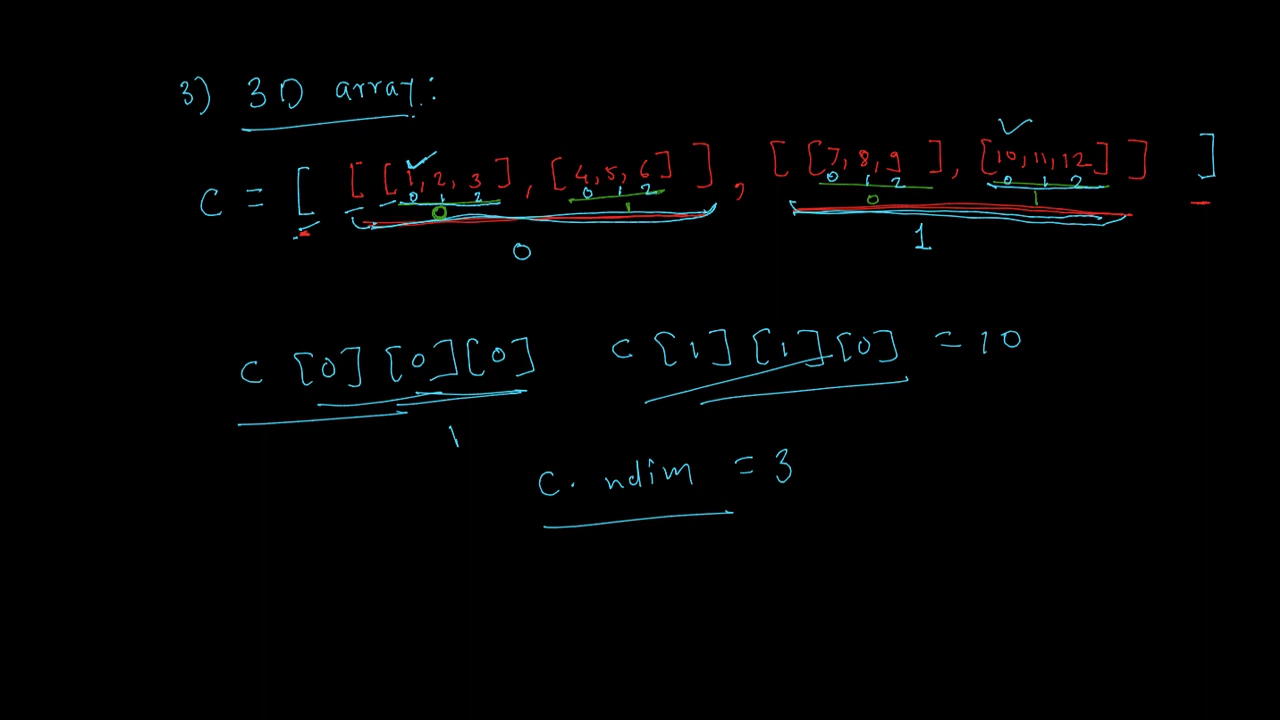 3) 3D array:
c = [ [ [1, 2, 3], [4, 5, 6] ], [ [7, 8, 9 ], [10, 11, 12] ] ]
0 1 2 0 1 2 0 1 2 0 1 2
0 1 0 1
0 1
c [0] [0] [0] c [1] [1] [0] = 10
1
c. ndim = 3